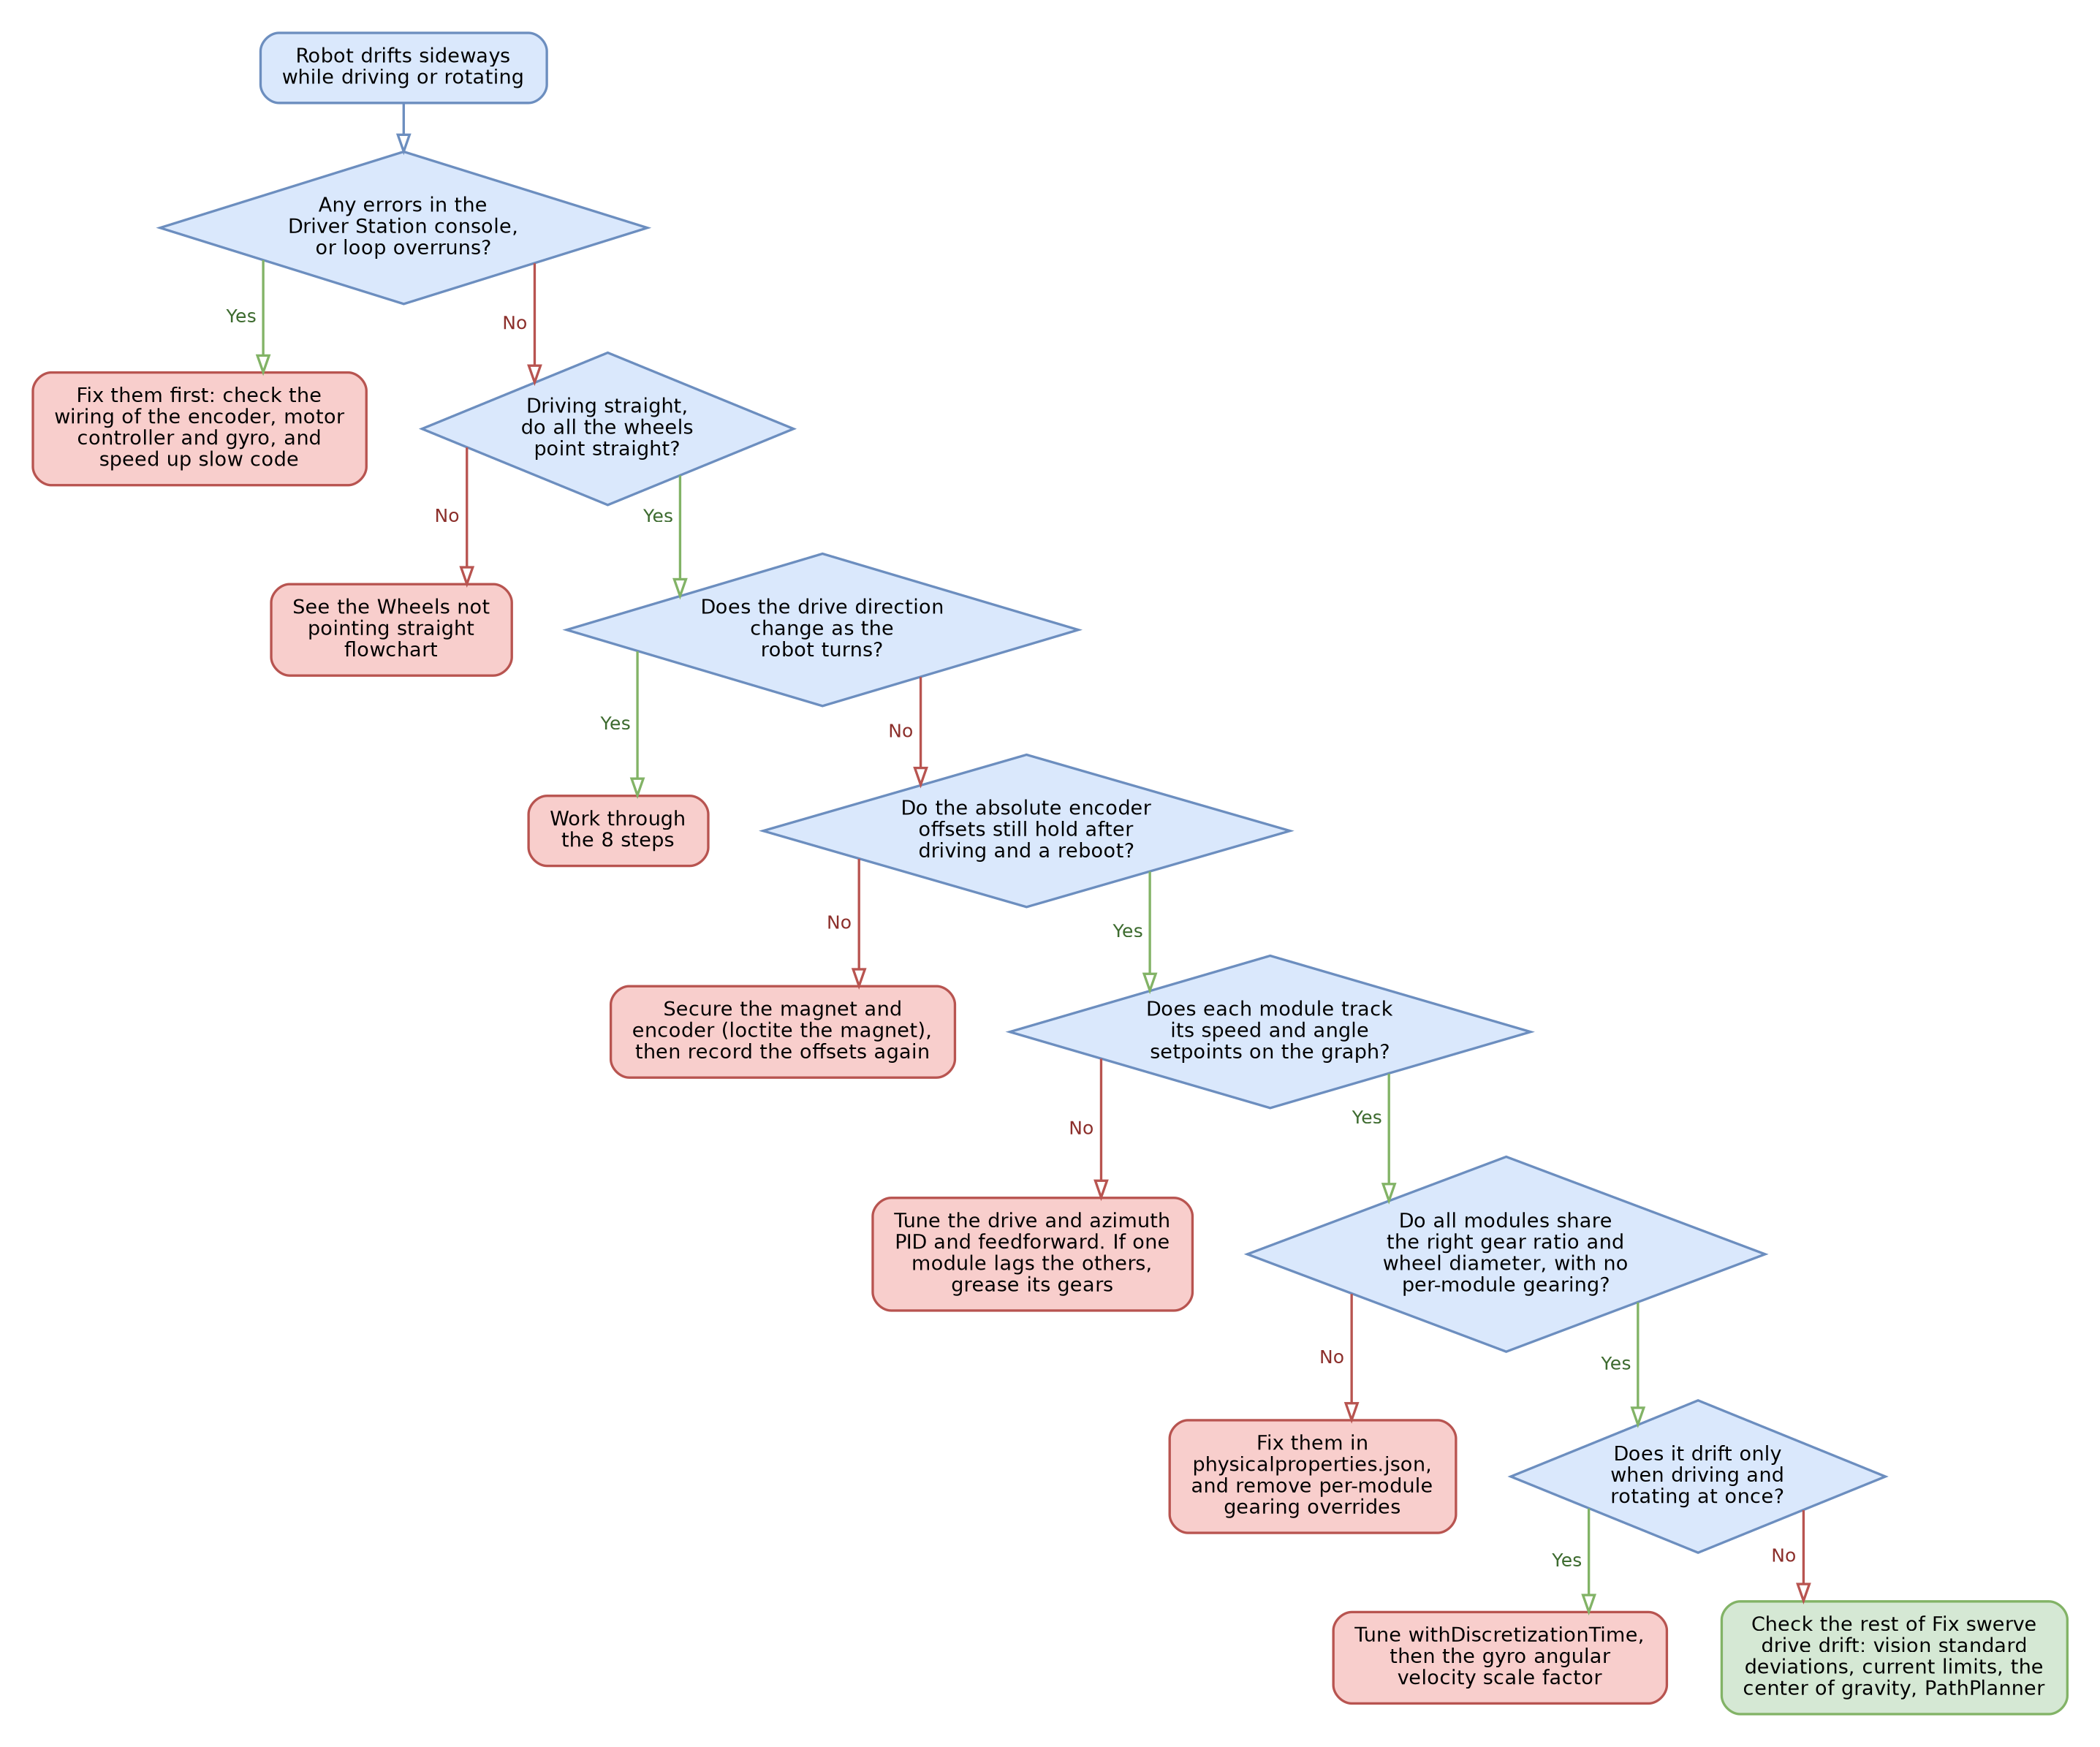 Robot drifts sideways
while driving or rotating
Any errors in the
Driver Station console,
or loop overruns?
Yes
No
Fix them first: check the
wiring of the encoder, motor
controller and gyro, and
speed up slow code
Driving straight,
do all the wheels
point straight?
No
Yes
See the Wheels not
pointing straight
flowchart
Does the drive direction
change as the
robot turns?
Yes
No
Work through
the 8 steps
Do the absolute encoder
offsets still hold after
driving and a reboot?
No
Yes
Secure the magnet and
encoder (loctite the magnet),
then record the offsets again
Does each module track
its speed and angle
setpoints on the graph?
No
Yes
Tune the drive and azimuth
PID and feedforward. If one
module lags the others,
grease its gears
Do all modules share
the right gear ratio and
wheel diameter, with no
per-module gearing?
No
Yes
Fix them in
physicalproperties.json,
and remove per-module
gearing overrides
Does it drift only
when driving and
rotating at once?
Yes
No
Tune withDiscretizationTime,
then the gyro angular
velocity scale factor
Check the rest of Fix swerve
drive drift: vision standard
deviations, current limits, the
center of gravity, PathPlanner